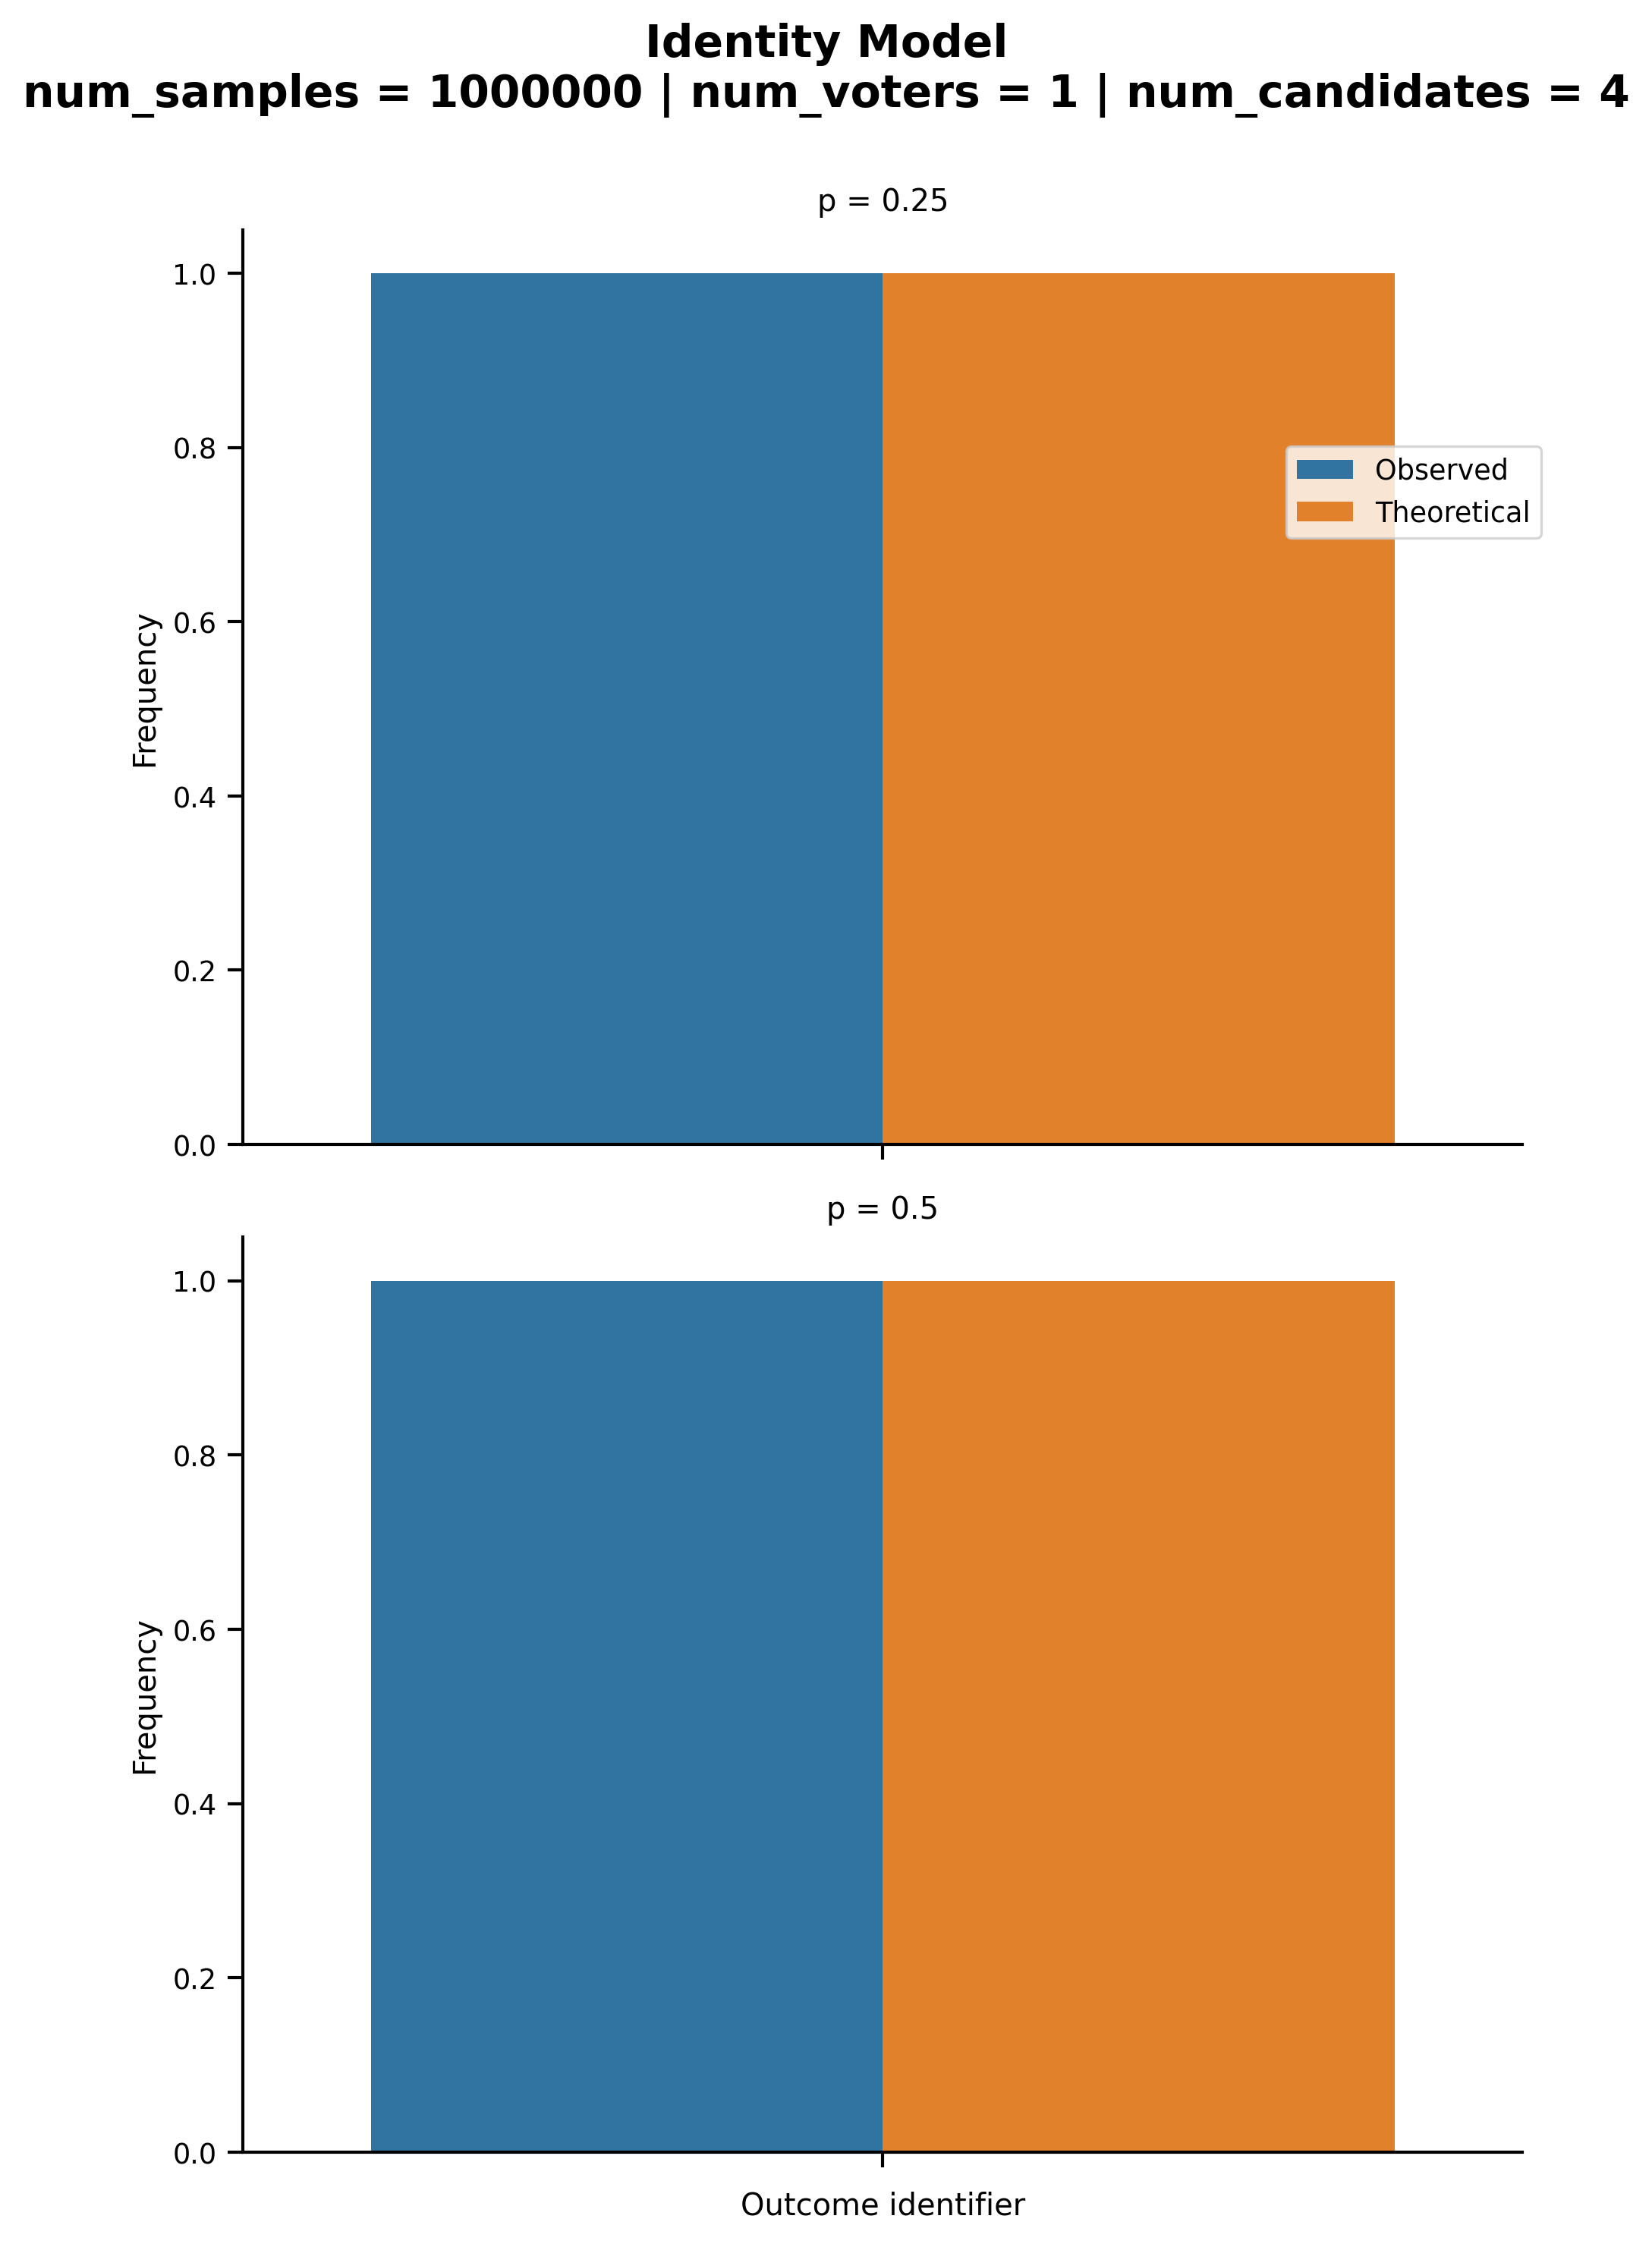 Identity Model
num_samples = 1000000 | num_voters = 1 | num_candidates = 4
p = 0.25
1.0
0.8
0.6
0.4
0.2
0.0
Frequency
Observed
Theoretical
p = 0.5
1.0
0.8
0.6
0.4
0.2
0.0
Frequency
Outcome identifier